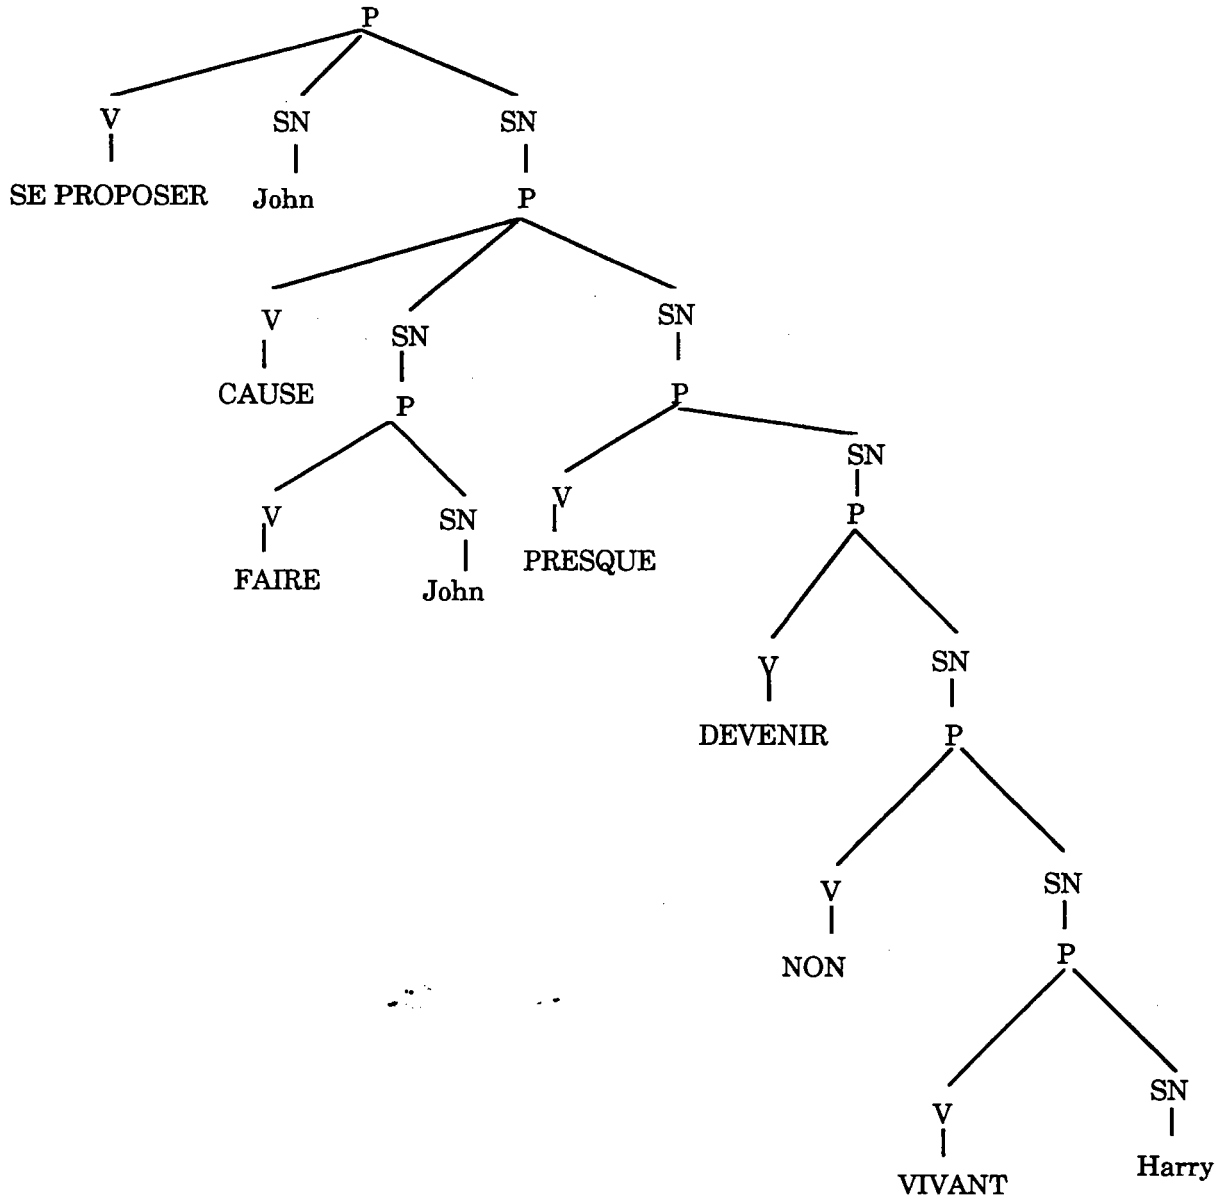 P
V SN SN
SE PROPOSER John P
V SN SN
CAUSE P P
SN
V SN V P
FAIRE John PRESQUE
V SN
DEVENIR P
V SN
NON P
V SN
VIVANT Harry